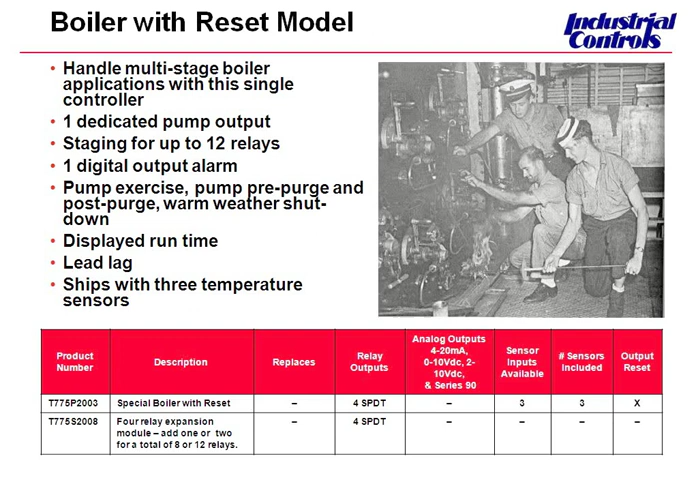 Boiler with Reset Model
Industrial
Controls
• Handle multi-stage boiler
applications with this single
controller
• 1 dedicated pump output
• Staging for up to 12 relays
• 1 digital output alarm
• Pump exercise, pump pre-purge and
post-purge, warm weather shut-
down
• Displayed run time
• Lead lag
• Ships with three temperature
sensors
Product
Number
Description
Replaces
Relay
Outputs
Analog Outputs
4-20mA,
0-10Vdc, 2-
10Vdc,
& Series 90
Sensor
Inputs
Available
# Sensors
Included
Output
Reset
T775P2003 Special Boiler with Reset – 4 SPDT – 3 3 X
T775S2008 Four relay expansion – 4 SPDT – – – –
module – add one or two
for a total of 8 or 12 relays.